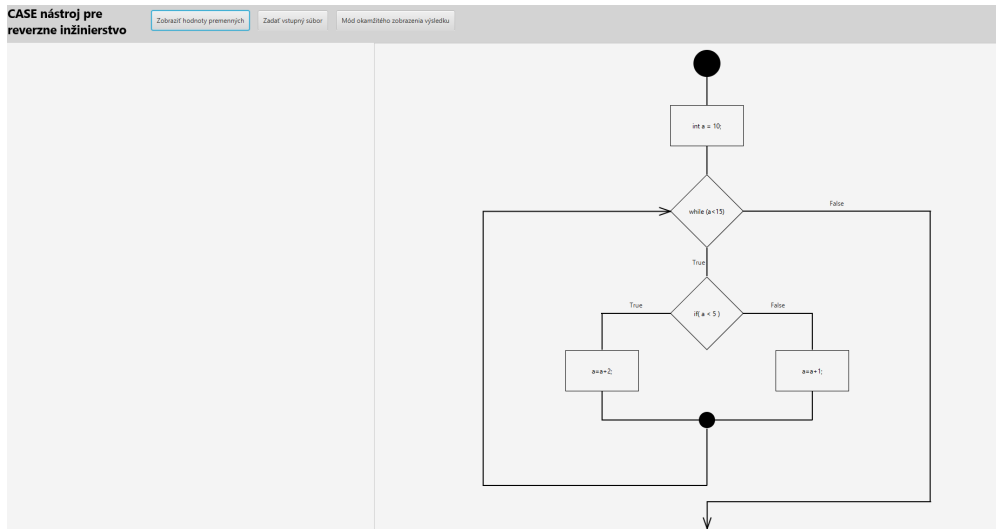 CASE nástroj pre
reverzne inžinierstvo
Zobraziť hodnoty premenných
Zadať vstupný súbor
Mód okamžitého zobrazenia výsledku
int a = 10;
while (a<15)
False
True
if( a < 5 )
True
False
a=a+2;
a=a+1;